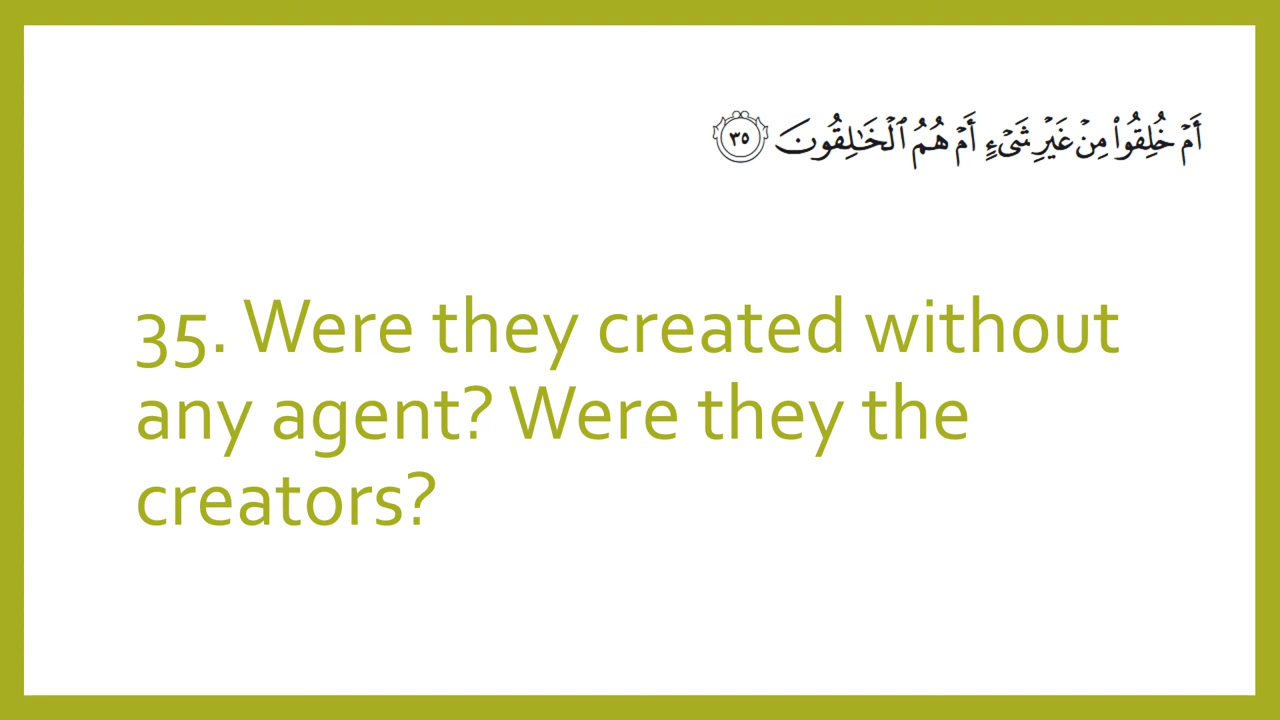 أَمۡ خُلِقُواْ مِنۡ غَيۡرِ شَيۡءٍ أَمۡ هُمُ ٱلۡخَٰلِقُونَ ٣٥
35. Were they created without
any agent? Were they the
creators?